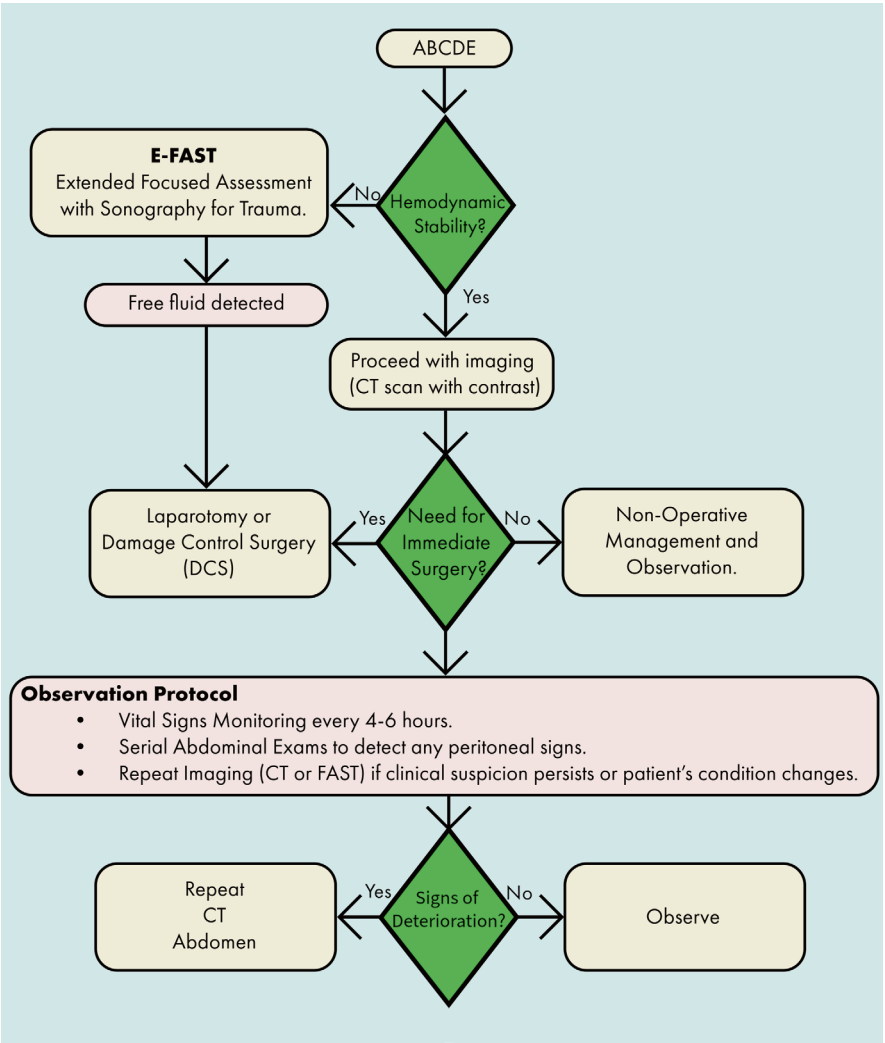 ABCDE
E-FAST
Extended Focused Assessment
with Sonography for Trauma.
No
Hemodynamic
Stability?
Yes
Free fluid detected
Proceed with imaging
(CT scan with contrast)
Laparotomy or
Damage Control Surgery
(DCS)
Yes
Need for
Immediate
Surgery?
No
Non-Operative
Management and
Observation.
Observation Protocol
• Vital Signs Monitoring every 4-6 hours.
• Serial Abdominal Exams to detect any peritoneal signs.
• Repeat Imaging (CT or FAST) if clinical suspicion persists or patient’s condition changes.
Repeat
CT
Abdomen
Yes
Signs of
Deterioration?
No
Observe